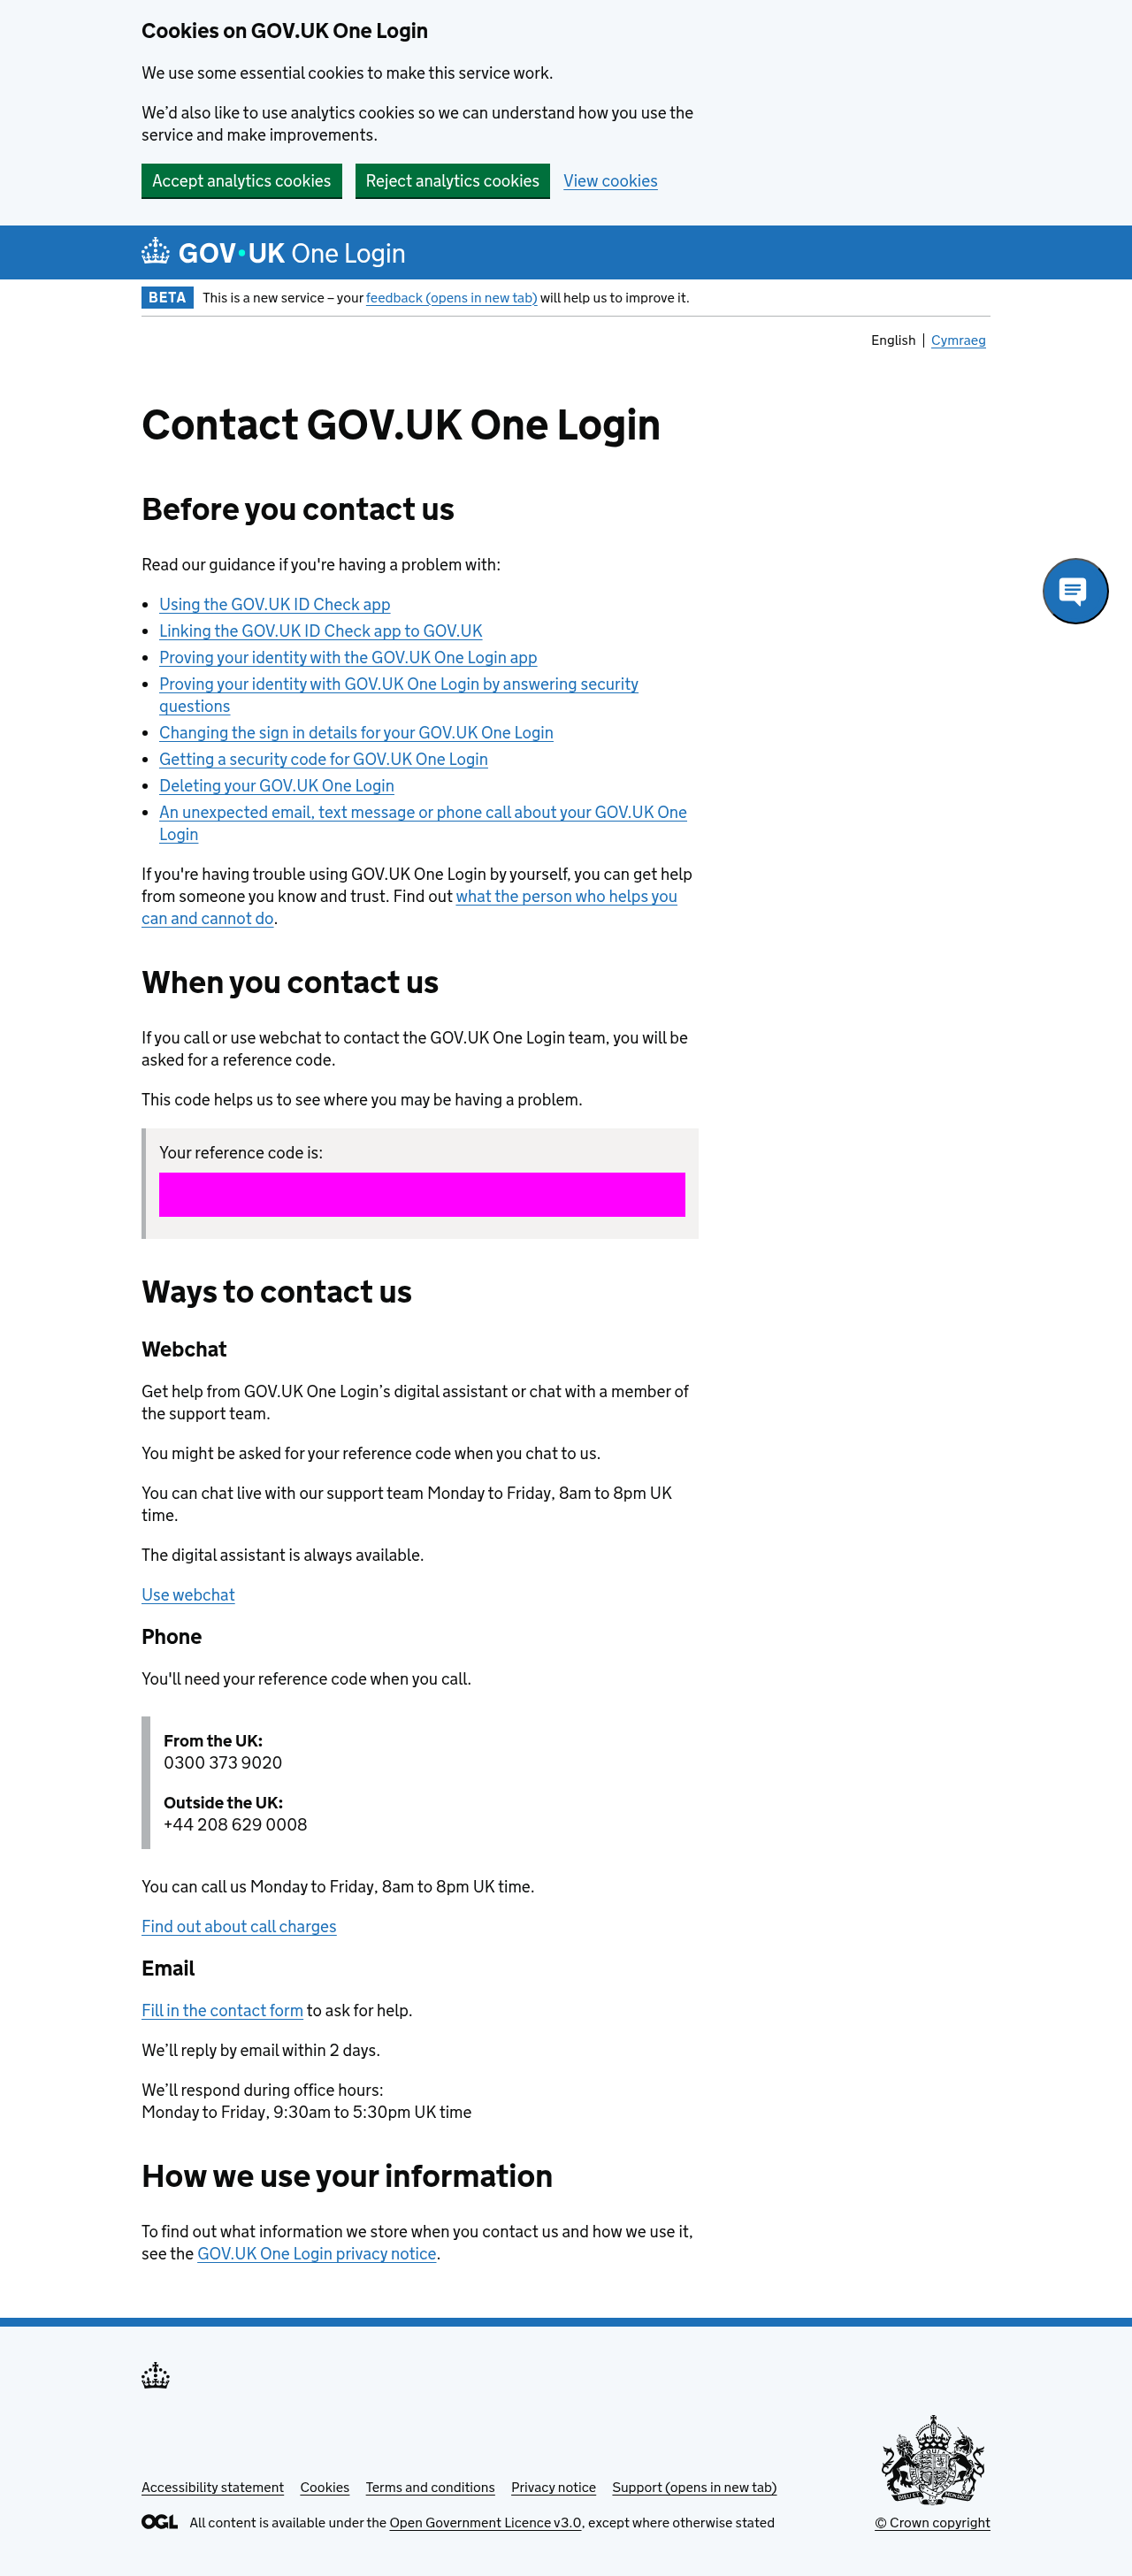 Cookies on GOV.UK One Login
We use some essential cookies to make this service work.
We’d also like to use analytics cookies so we can understand how you use the
service and make improvements.
Accept analytics cookies
Reject analytics cookies
View cookies
GOV·UK One Login
BETA
This is a new service – your feedback (opens in new tab) will help us to improve it.
English
Cymraeg
Contact GOV.UK One Login
Before you contact us
Read our guidance if you're having a problem with:
Using the GOV.UK ID Check app
Linking the GOV.UK ID Check app to GOV.UK
Proving your identity with the GOV.UK One Login app
Proving your identity with GOV.UK One Login by answering security
questions
Changing the sign in details for your GOV.UK One Login
Getting a security code for GOV.UK One Login
Deleting your GOV.UK One Login
An unexpected email, text message or phone call about your GOV.UK One
Login
If you're having trouble using GOV.UK One Login by yourself, you can get help
from someone you know and trust. Find out what the person who helps you
can and cannot do.
When you contact us
If you call or use webchat to contact the GOV.UK One Login team, you will be
asked for a reference code.
This code helps us to see where you may be having a problem.
Your reference code is:
Ways to contact us
Webchat
Get help from GOV.UK One Login’s digital assistant or chat with a member of
the support team.
You might be asked for your reference code when you chat to us.
You can chat live with our support team Monday to Friday, 8am to 8pm UK
time.
The digital assistant is always available.
Use webchat
Phone
You'll need your reference code when you call.
From the UK:
0300 373 9020
Outside the UK:
+44 208 629 0008
You can call us Monday to Friday, 8am to 8pm UK time.
Find out about call charges
Email
Fill in the contact form to ask for help.
We’ll reply by email within 2 days.
We’ll respond during office hours:
Monday to Friday, 9:30am to 5:30pm UK time
How we use your information
To find out what information we store when you contact us and how we use it,
see the GOV.UK One Login privacy notice.
Accessibility statement
Cookies
Terms and conditions
Privacy notice
Support (opens in new tab)
OGL
All content is available under the Open Government Licence v3.0, except where otherwise stated
© Crown copyright